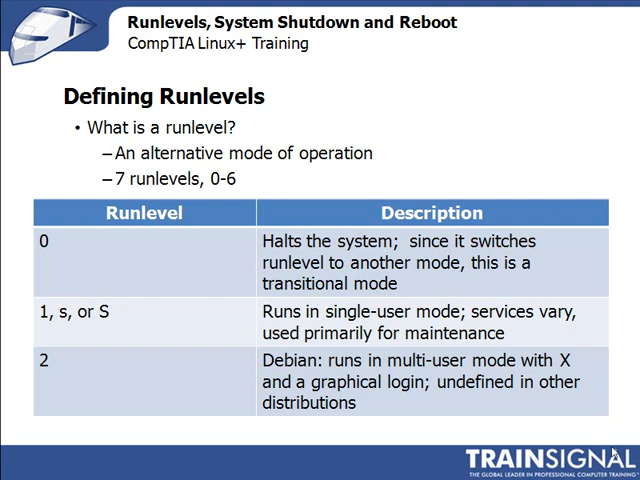 Runlevels, System Shutdown and Reboot
CompTIA Linux+ Training
Defining Runlevels
• What is a runlevel?
– An alternative mode of operation
– 7 runlevels, 0-6
Runlevel Description
0 Halts the system; since it switches
runlevel to another mode, this is a
transitional mode
1, s, or S Runs in single-user mode; services vary,
used primarily for maintenance
2 Debian: runs in multi-user mode with X
and a graphical login; undefined in other
distributions
TRAINSIGNAL
THE GLOBAL LEADER IN PROFESSIONAL COMPUTER TRAINING